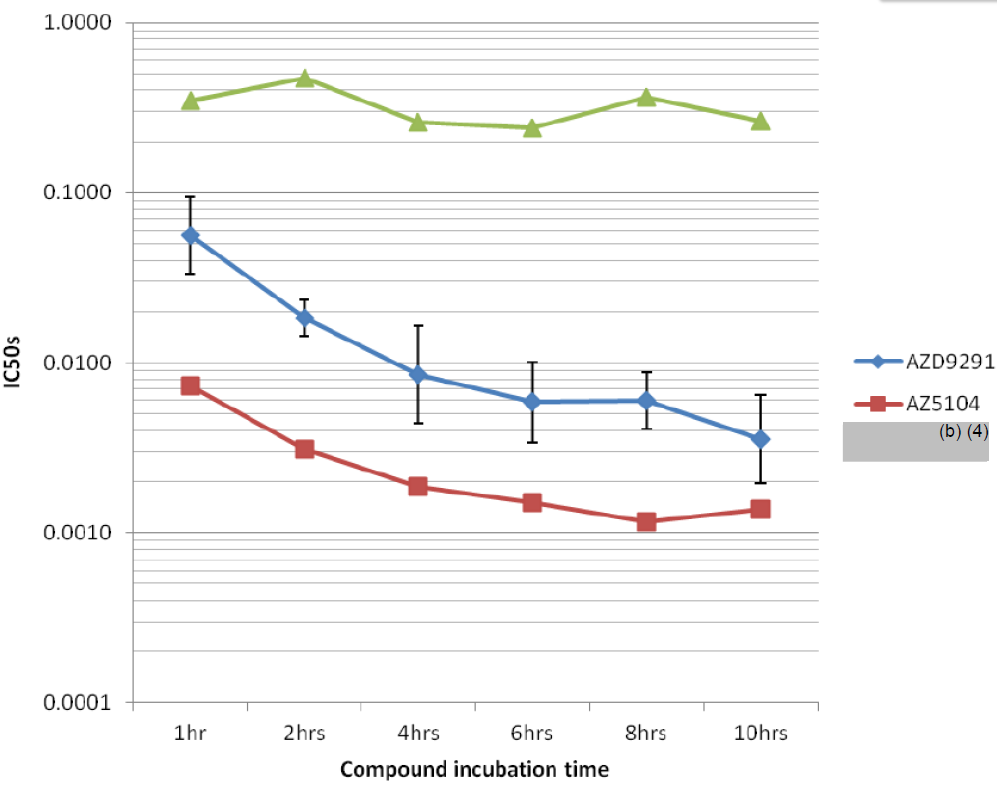 1.0000
0.1000
0.0100
0.0010
0.0001
IC50s
1hr
2hrs
4hrs
6hrs
8hrs
10hrs
Compound incubation time
AZD9291
AZ5104
(b) (4)